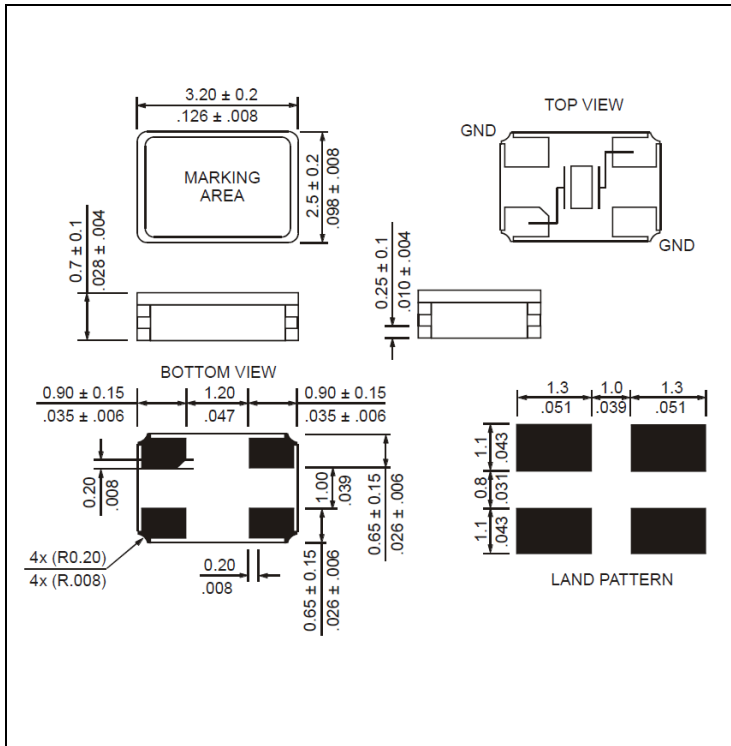 3.20 ± 0.2
.126 ± .008
MARKING
AREA
2.5 ± 0.2
.098 ± .008
TOP VIEW
GND
GND
0.7 ± 0.1
.028 ± .004
0.25 ± 0.1
.010 ± .004
BOTTOM VIEW
0.90 ± 0.15
.035 ± .006
1.20
.047
0.90 ± 0.15
.035 ± .006
0.20
.008
1.00
.039
0.65 ± 0.15
.026 ± .006
4x (R0.20)
4x (R.008)
0.20
.008
0.65 ± 0.15
.026 ± .006
1.3
.051
1.0
.039
1.3
.051
1.1
.043
0.8
.031
1.1
.043
LAND PATTERN